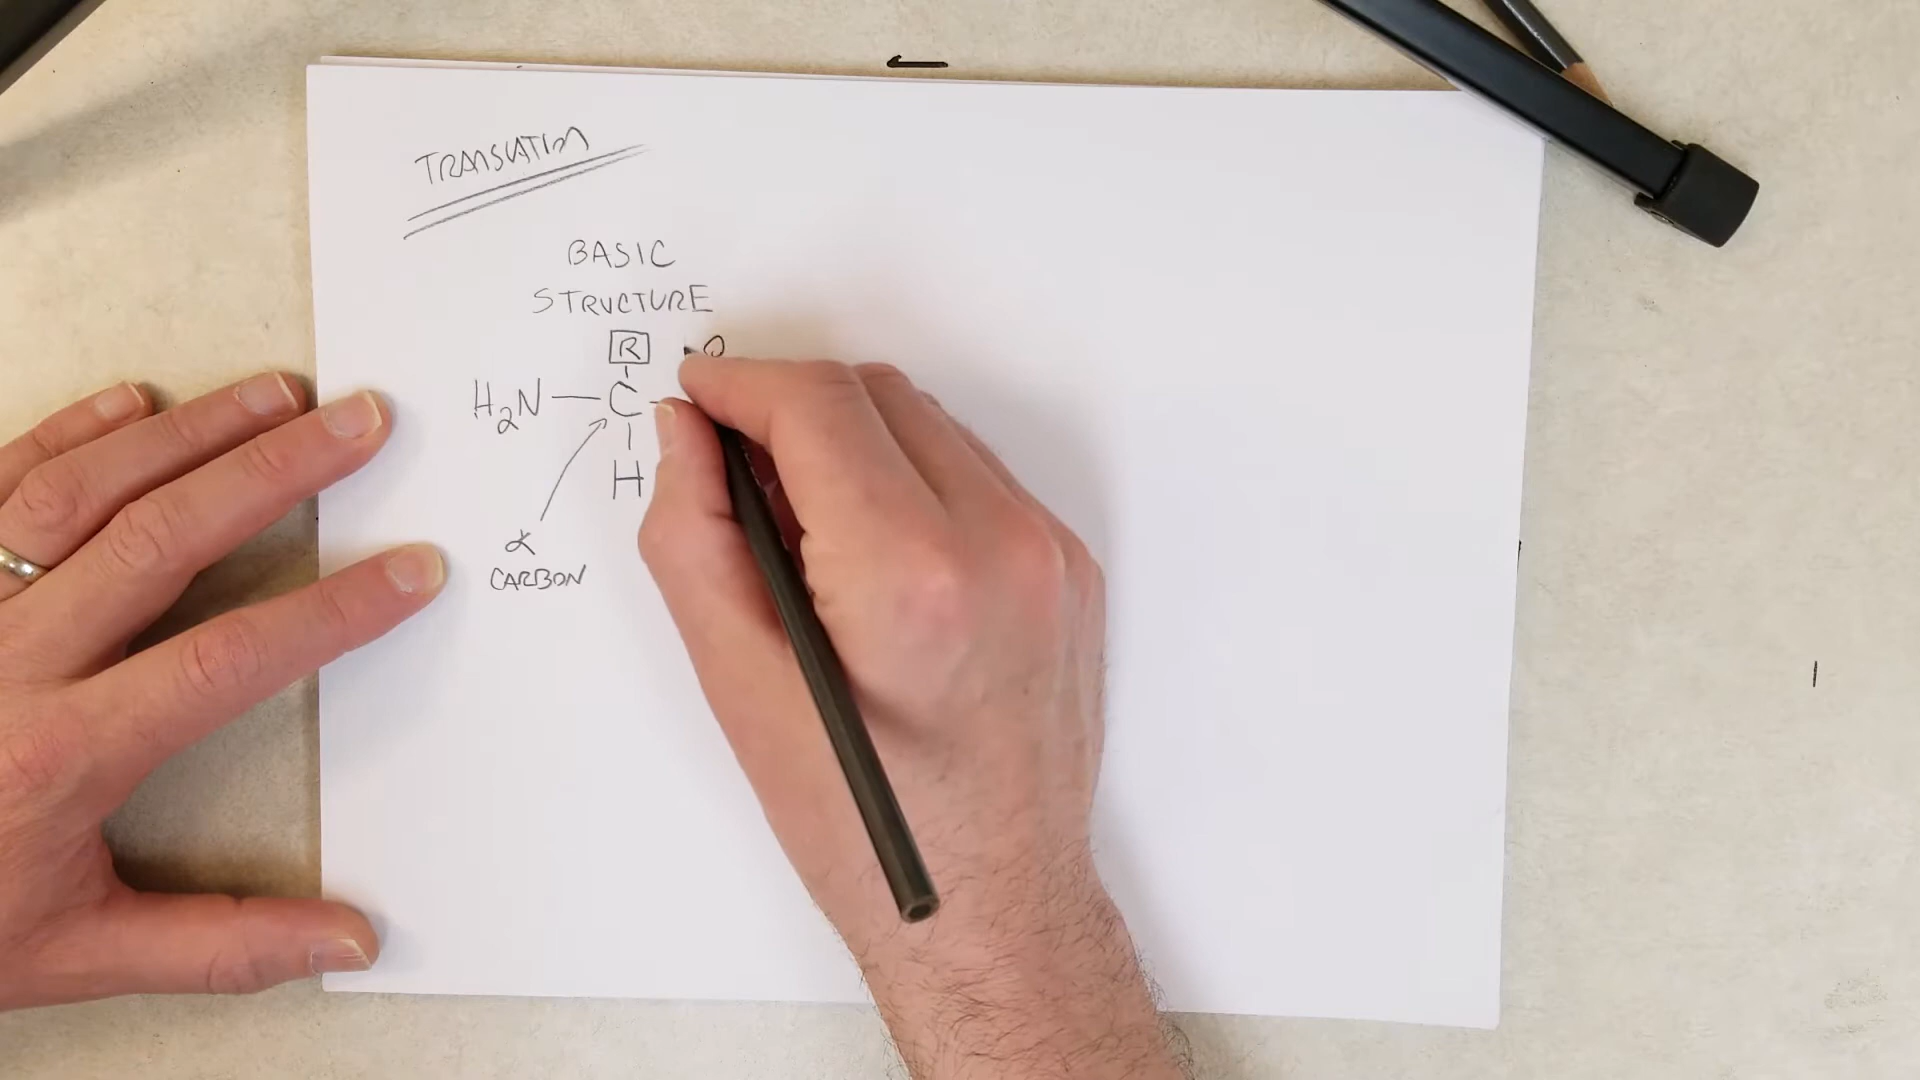 TRANSLATION
BASIC
STRUCTURE
R
O
H₂N—C—
H
α
CARBON